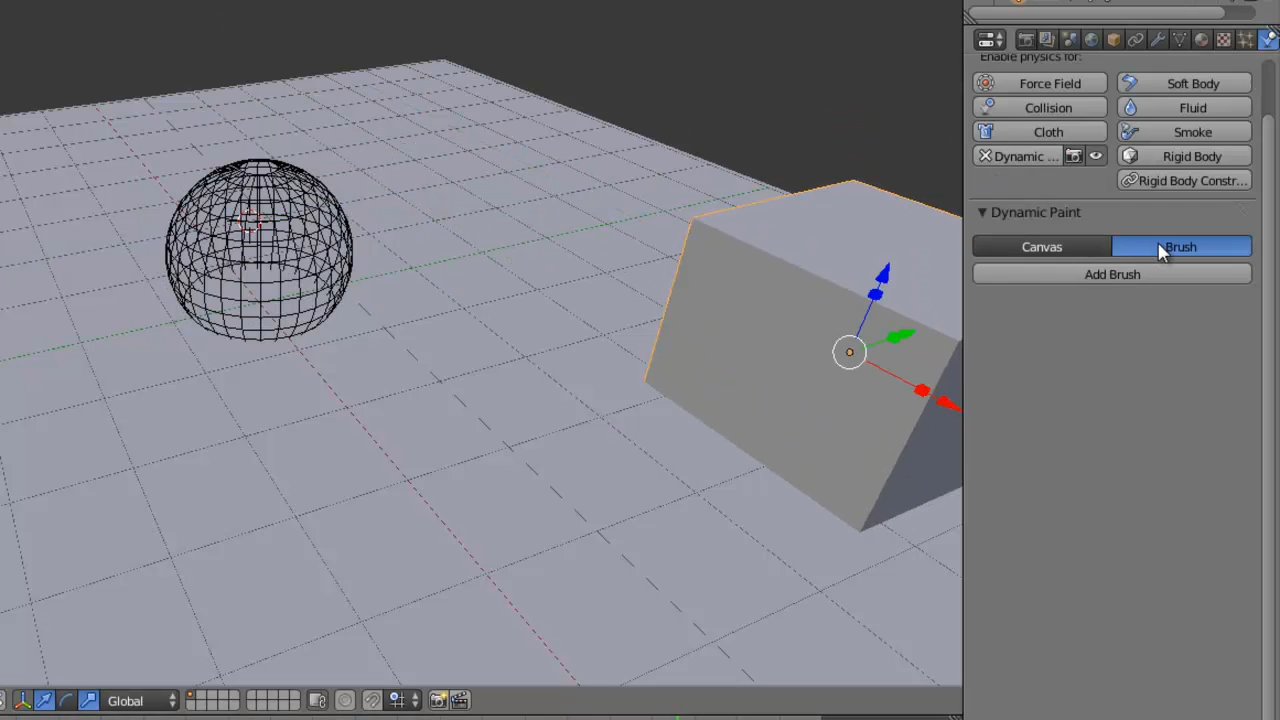 Enable physics for:
Force Field
Soft Body
Collision
Fluid
Cloth
Smoke
Dynamic ...
Rigid Body
Rigid Body Constr...
Dynamic Paint
Canvas
Brush
Add Brush
Global